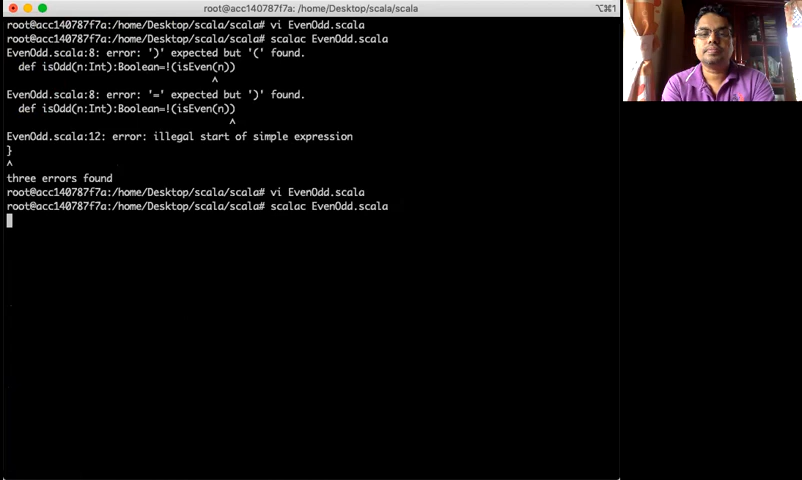 root@acc140787f7a: /home/Desktop/scala/scala
⌥⌘1
root@acc140787f7a:/home/Desktop/scala/scala# vi EvenOdd.scala
root@acc140787f7a:/home/Desktop/scala/scala# scalac EvenOdd.scala
EvenOdd.scala:8: error: ')' expected but '(' found.
  def isOdd(n:Int):Boolean=!(isEven(n))
                                   ^
EvenOdd.scala:8: error: '=' expected but ')' found.
  def isOdd(n:Int):Boolean=!(isEven(n))
                                      ^
EvenOdd.scala:12: error: illegal start of simple expression
}
^
three errors found
root@acc140787f7a:/home/Desktop/scala/scala# vi EvenOdd.scala
root@acc140787f7a:/home/Desktop/scala/scala# scalac EvenOdd.scala